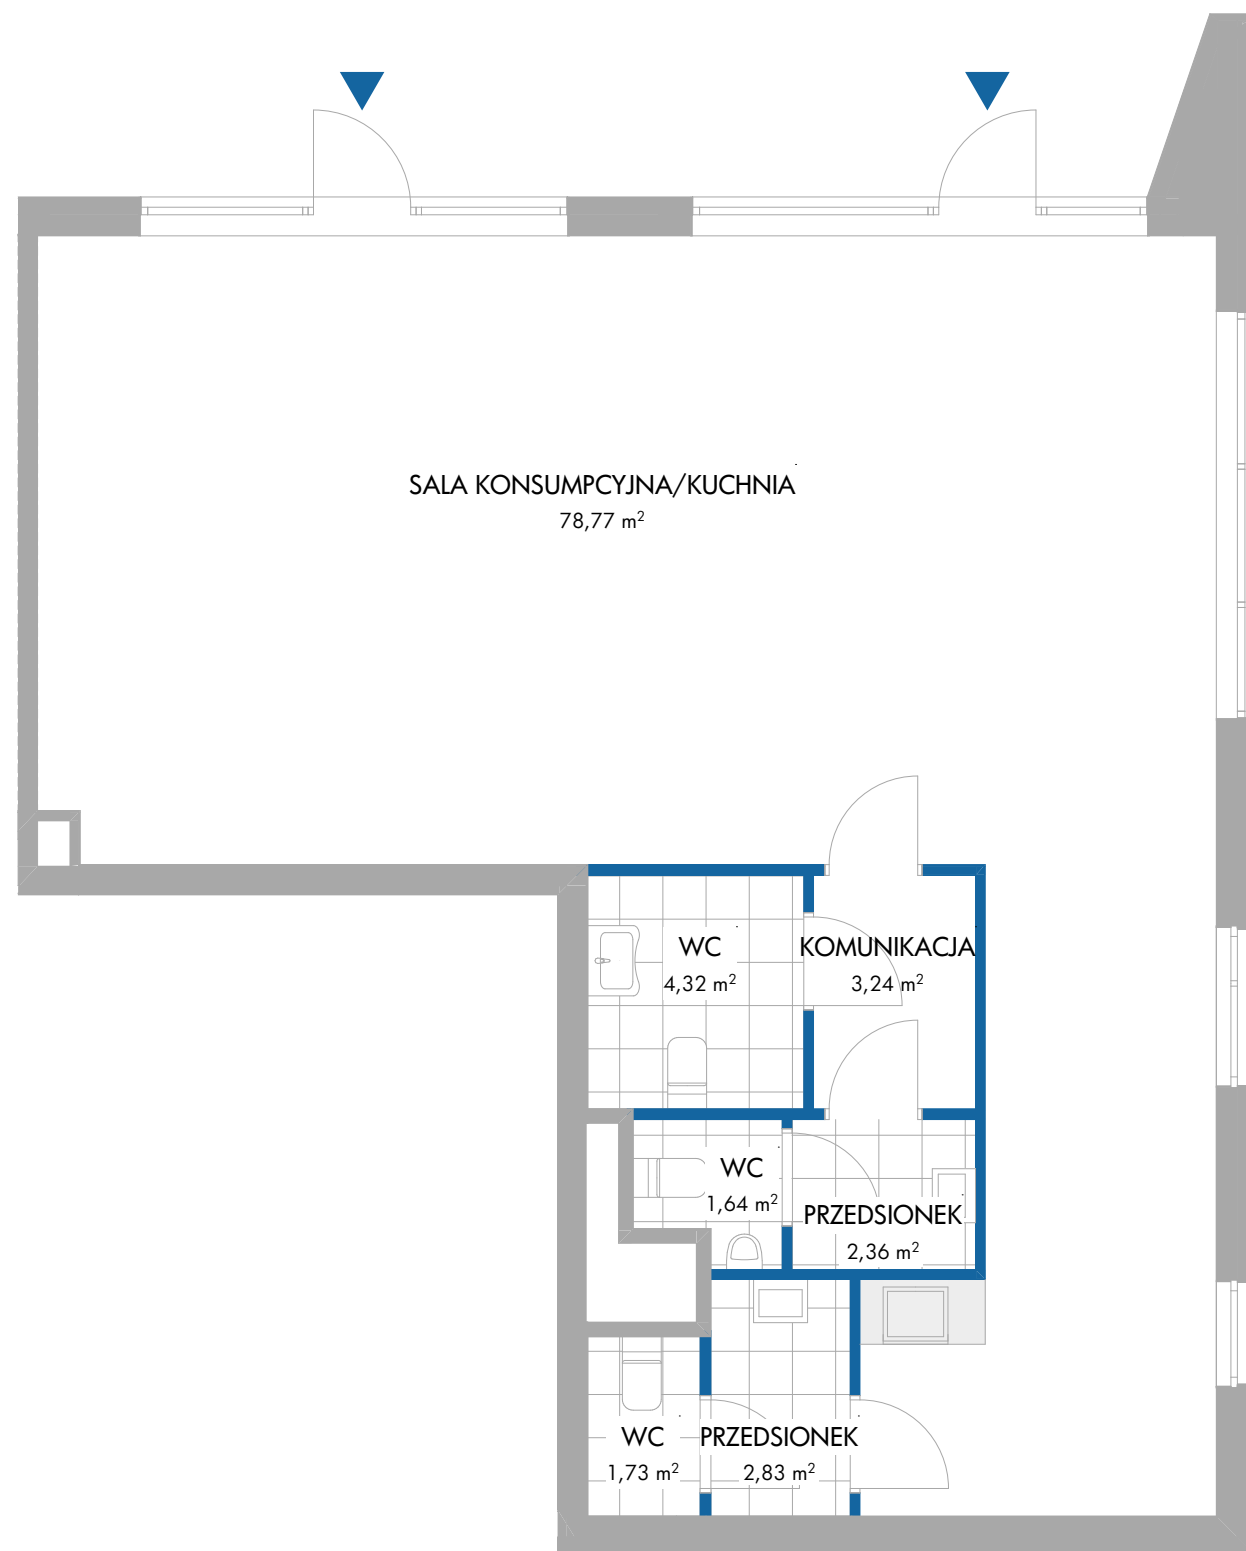 SALA KONSUMPCYJNA/KUCHNIA
78,77 m²
WC
4,32 m²
KOMUNIKACJA
3,24 m²
WC
1,64 m²
PRZEDSIONEK
2,36 m²
WC
1,73 m²
PRZEDSIONEK
2,83 m²